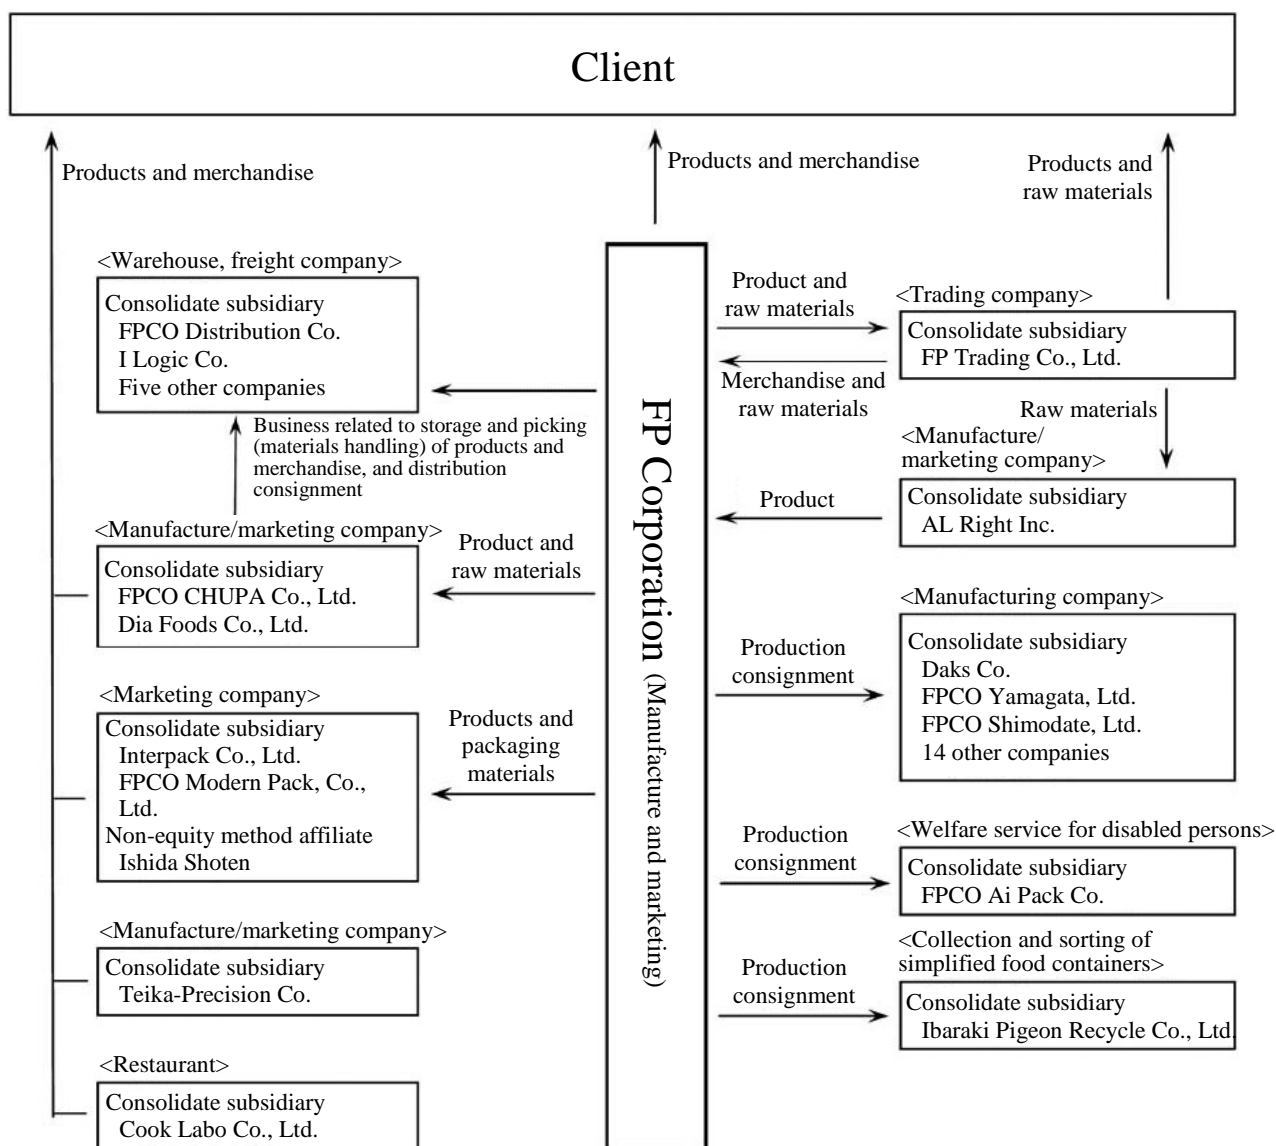 Client
Products and merchandise
Products and merchandise
Products and
raw materials
<Warehouse, freight company>
Consolidate subsidiary
FPCO Distribution Co.
I Logic Co.
Five other companies
Business related to storage and picking
(materials handling) of products and
merchandise, and distribution
consignment
<Manufacture/marketing company>
Consolidate subsidiary
FPCO CHUPA Co., Ltd.
Dia Foods Co., Ltd.
Product and
raw materials
<Marketing company>
Consolidate subsidiary
Interpack Co., Ltd.
FPCO Modern Pack, Co.,
Ltd.
Non-equity method affiliate
Ishida Shoten
Products and
packaging
materials
<Manufacture/marketing company>
Consolidate subsidiary
Teika-Precision Co.
<Restaurant>
Consolidate subsidiary
Cook Labo Co., Ltd.
FP Corporation (Manufacture and marketing)
Product and
raw materials
Merchandise and
raw materials
<Trading company>
Consolidate subsidiary
FP Trading Co., Ltd.
Raw materials
<Manufacture/
marketing company>
Consolidate subsidiary
AL Right Inc.
Product
<Manufacturing company>
Consolidate subsidiary
Daks Co.
FPCO Yamagata, Ltd.
FPCO Shimodate, Ltd.
14 other companies
Production
consignment
<Welfare service for disabled persons>
Consolidate subsidiary
FPCO Ai Pack Co.
Production
consignment
<Collection and sorting of
simplified food containers>
Consolidate subsidiary
Ibaraki Pigeon Recycle Co., Ltd.
Production
consignment